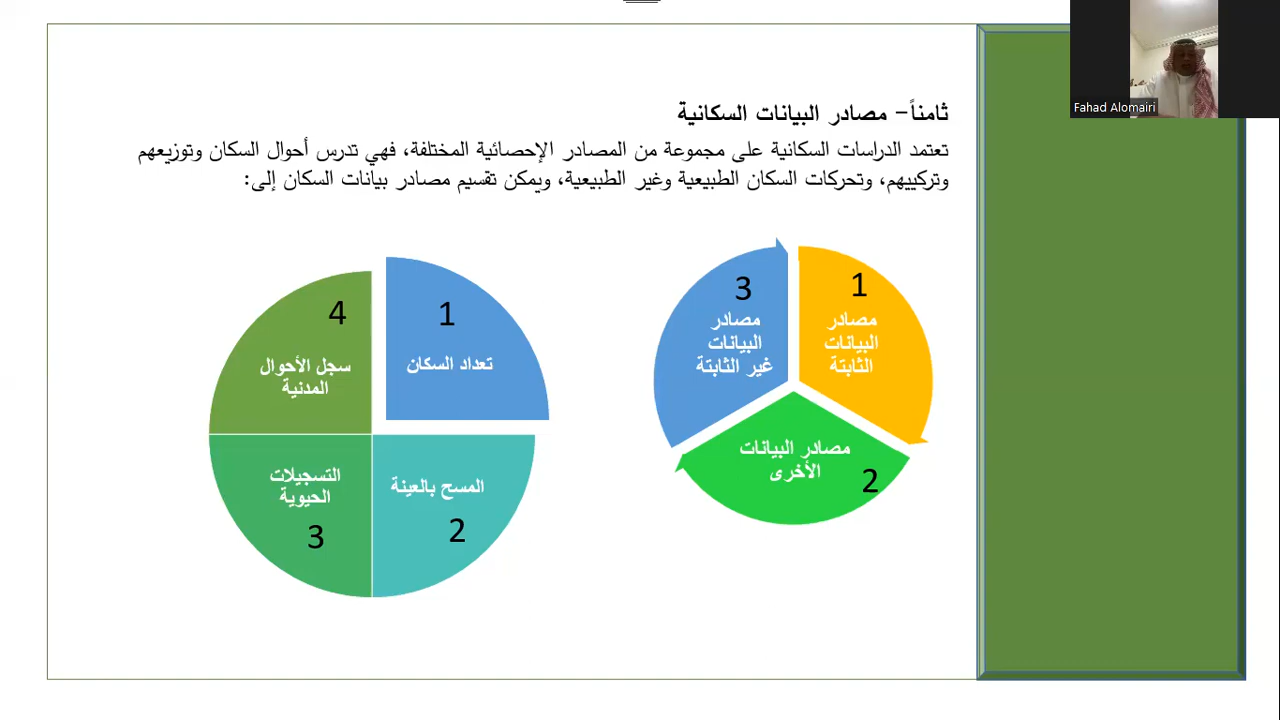 Fahad Alomairi
ثامناً- مصادر البيانات السكانية
تعتمد الدراسات السكانية على مجموعة من المصادر الإحصائية المختلفة، فهي تدرس أحوال السكان وتوزيعهم
وتركيبهم، وتحركات السكان الطبيعية وغير الطبيعية، ويمكن تقسيم مصادر بيانات السكان إلى:
1
مصادر
البيانات
الثابتة
2
مصادر البيانات
الأخرى
3
مصادر
البيانات
غير الثابتة
1
تعداد السكان
2
المسح بالعينة
3
التسجيلات
الحيوية
4
سجل الأحوال
المدنية